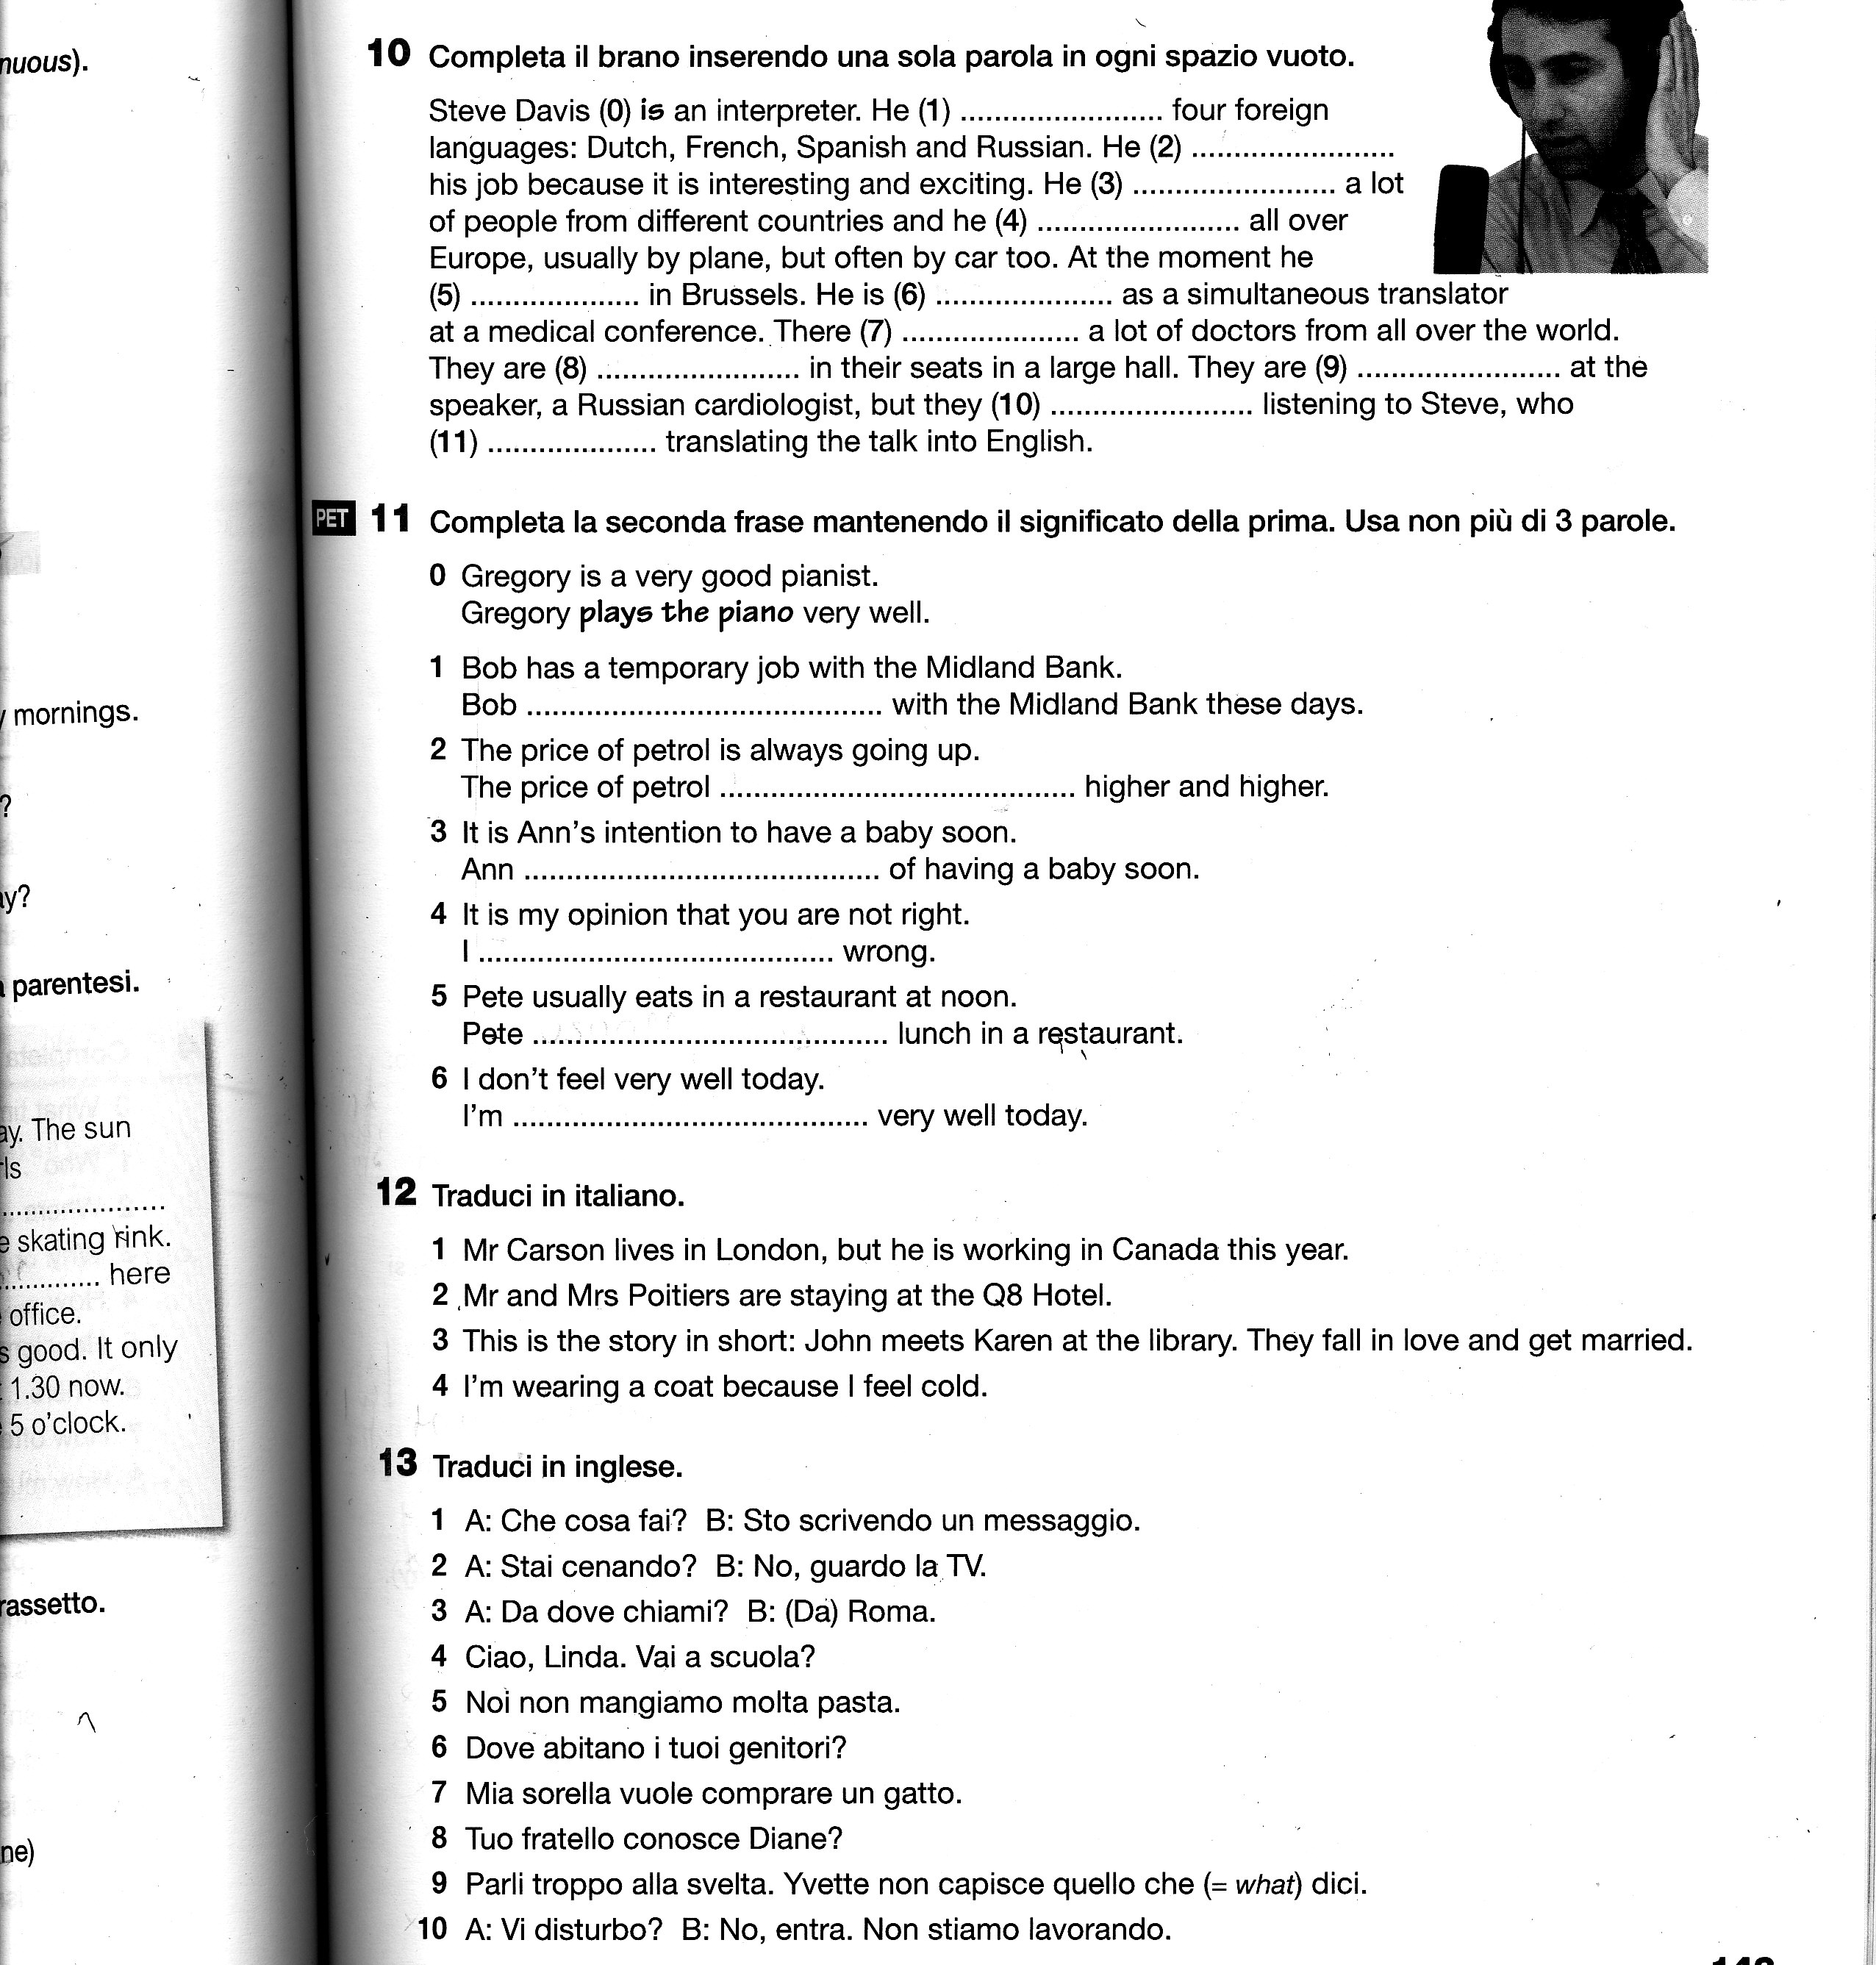 nuous).
mornings.
?
ay?
parentesi.
ay. The sun
rls
skating rink.
here
office.
good. It only
1.30 now.
5 o'clock.
rassetto.
ne)
10 Completa il brano inserendo una sola parola in ogni spazio vuoto.
Steve Davis (0) is an interpreter. He (1) ........................ four foreign
languages: Dutch, French, Spanish and Russian. He (2) ........................
his job because it is interesting and exciting. He (3) ........................ a lot
of people from different countries and he (4) ........................ all over
Europe, usually by plane, but often by car too. At the moment he
(5) .................... in Brussels. He is (6) ..................... as a simultaneous translator
at a medical conference. There (7) ..................... a lot of doctors from all over the world.
They are (8) ........................ in their seats in a large hall. They are (9) ........................ at the
speaker, a Russian cardiologist, but they (10) ........................ listening to Steve, who
(11) .................... translating the talk into English.
PET 11 Completa la seconda frase mantenendo il significato della prima. Usa non più di 3 parole.
0 Gregory is a very good pianist.
Gregory plays the piano very well.
1 Bob has a temporary job with the Midland Bank.
Bob .......................................... with the Midland Bank these days.
2 The price of petrol is always going up.
The price of petrol .......................................... higher and higher.
3 It is Ann's intention to have a baby soon.
Ann .......................................... of having a baby soon.
4 It is my opinion that you are not right.
I .......................................... wrong.
5 Pete usually eats in a restaurant at noon.
Pete .......................................... lunch in a restaurant.
6 I don't feel very well today.
I'm .......................................... very well today.
12 Traduci in italiano.
1 Mr Carson lives in London, but he is working in Canada this year.
2 Mr and Mrs Poitiers are staying at the Q8 Hotel.
3 This is the story in short: John meets Karen at the library. They fall in love and get married.
4 I'm wearing a coat because I feel cold.
13 Traduci in inglese.
1 A: Che cosa fai? B: Sto scrivendo un messaggio.
2 A: Stai cenando? B: No, guardo la TV.
3 A: Da dove chiami? B: (Da) Roma.
4 Ciao, Linda. Vai a scuola?
5 Noi non mangiamo molta pasta.
6 Dove abitano i tuoi genitori?
7 Mia sorella vuole comprare un gatto.
8 Tuo fratello conosce Diane?
9 Parli troppo alla svelta. Yvette non capisce quello che (= what) dici.
10 A: Vi disturbo? B: No, entra. Non stiamo lavorando.